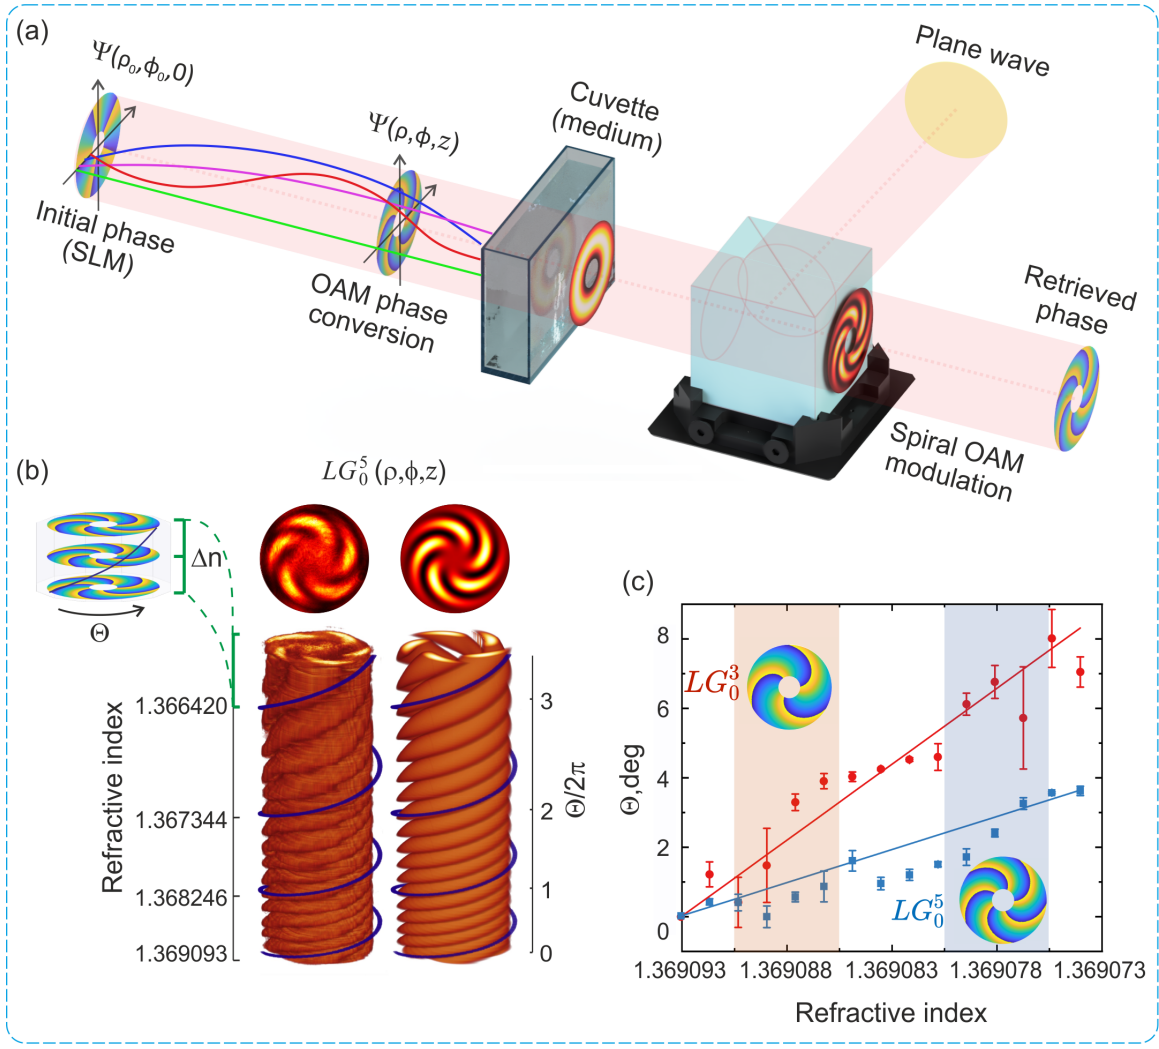 (a)
Ψ(ρ₀,ϕ₀,0)
Initial phase
(SLM)
Ψ(ρ,ϕ,z)
OAM phase
conversion
Cuvette
(medium)
Plane wave
Retrieved
phase
Spiral OAM
modulation
(b)
LG₀⁵ (ρ,ϕ,z)
Δn
Θ
Refractive index
1.366420
1.367344
1.368246
1.369093
3
2
1
0
Θ/2π
(c)
Θ,deg
8
6
4
2
0
LG₀³
LG₀⁵
1.369093
1.369088
1.369083
1.369078
1.369073
Refractive index